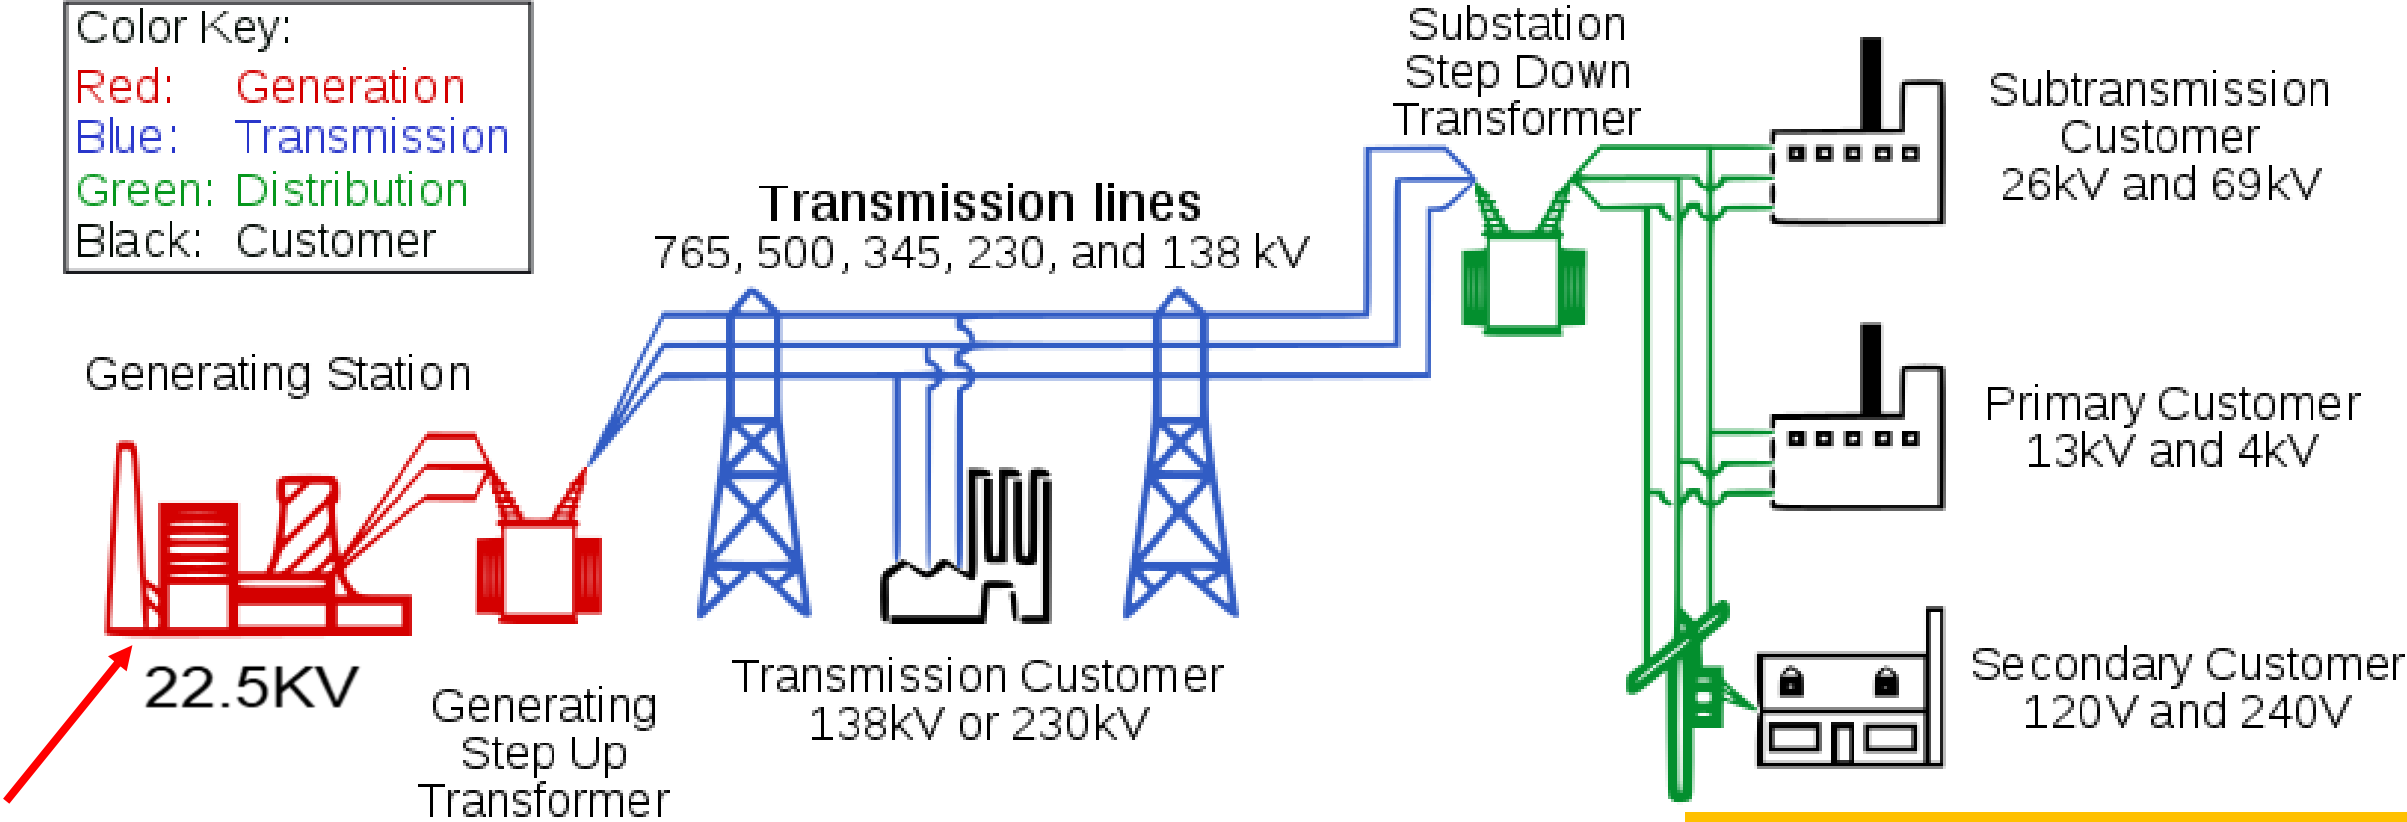 Color Key:
Red: Generation
Blue: Transmission
Green: Distribution
Black: Customer
Substation
Step Down
Transformer
Subtransmission
Customer
26kV and 69kV
Transmission lines
765, 500, 345, 230, and 138 kV
Generating Station
22.5KV
Generating
Step Up
Transformer
Transmission Customer
138kV or 230kV
Primary Customer
13kV and 4kV
Secondary Customer
120V and 240V